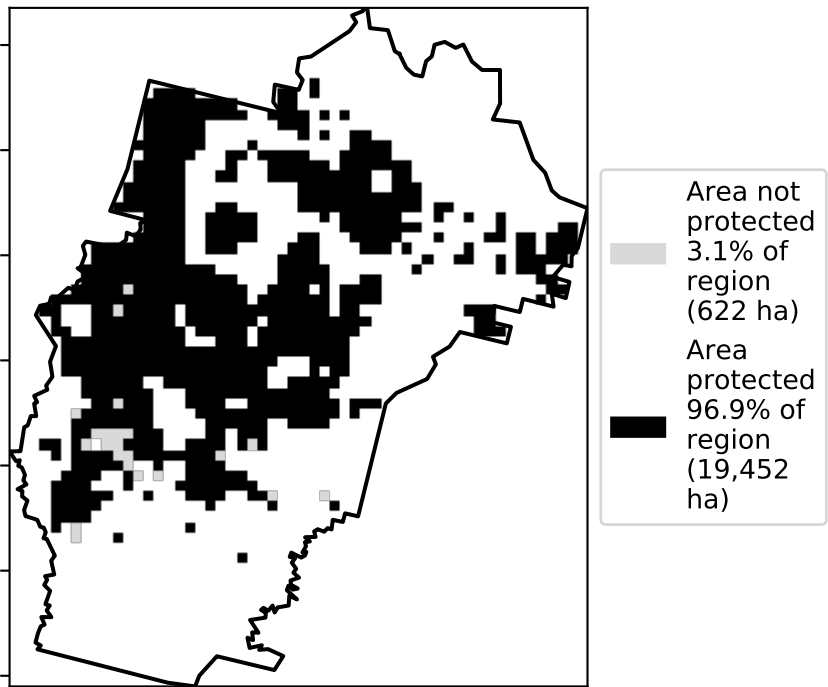 Area not
protected
3.1% of
region
(622 ha)
Area
protected
96.9% of
region
(19,452
ha)